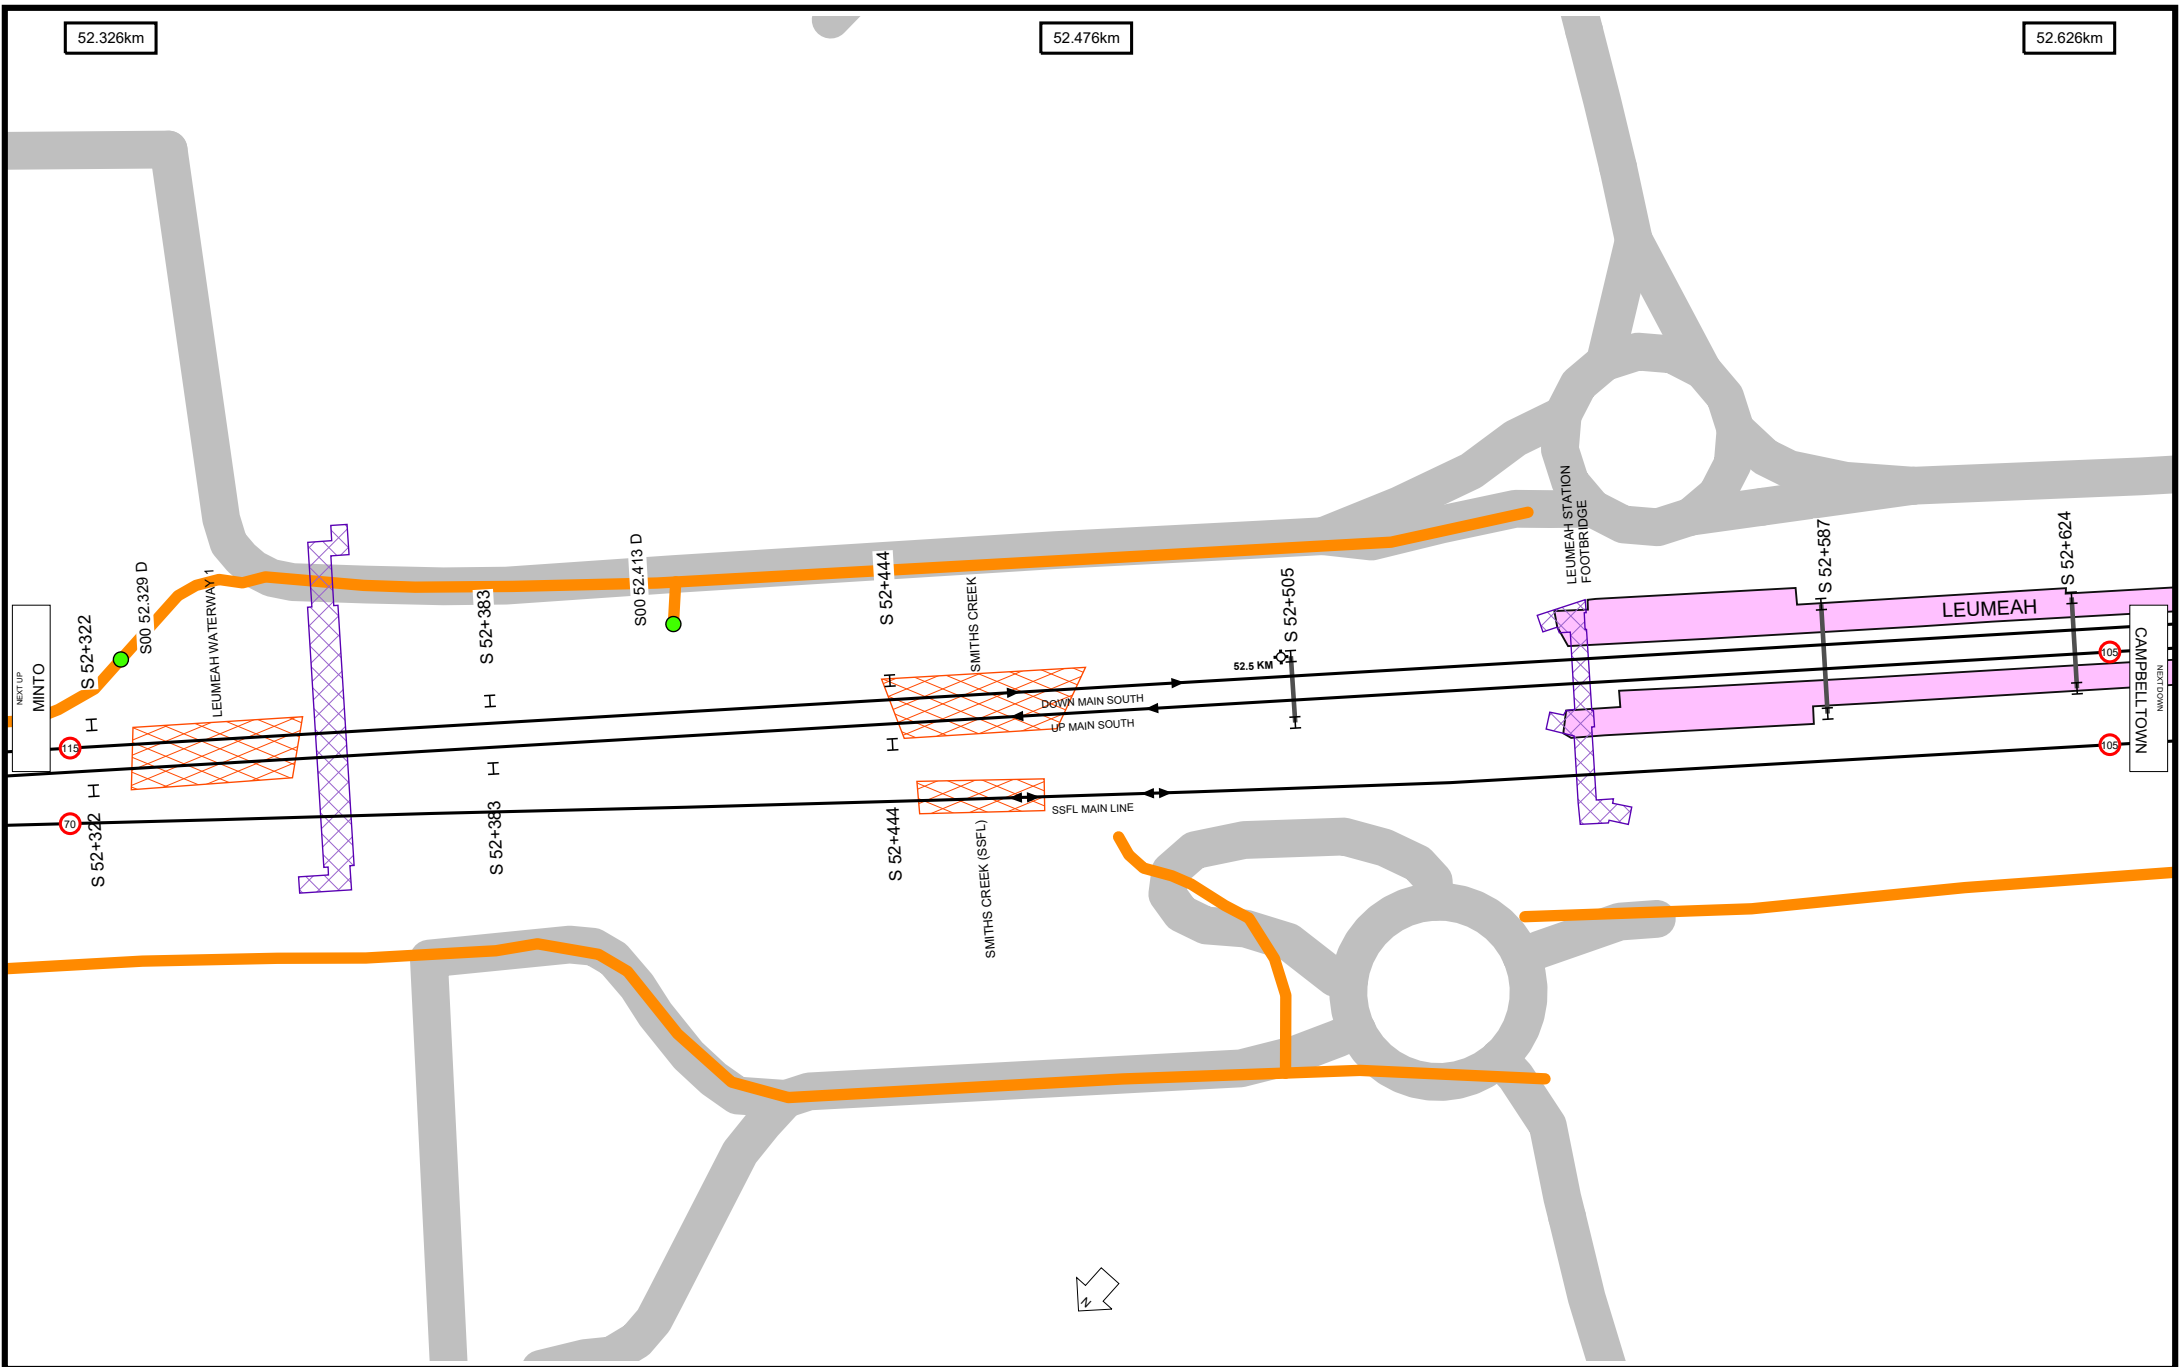 52.326km
52.476km
52.626km
LEUMEAH STATION
FOOTBRIDGE
S 52+587
S 52+624
S00 52.329 D
S00 52.413 D
S 52+444
S 52+505
SMITHS CREEK
LEUMEAH WATERWAY 1
S 52+322
S 52+383
LEUMEAH
NEXT UP
MINTO
52.5 KM
105
CAMPBELL TOWN
NEXT DOWN
DOWN MAIN SOUTH
UP MAIN SOUTH
115
105
70
SSFL MAIN LINE
S 52+322
S 52+383
S 52+444
SMITHS CREEK (SSFL)
N